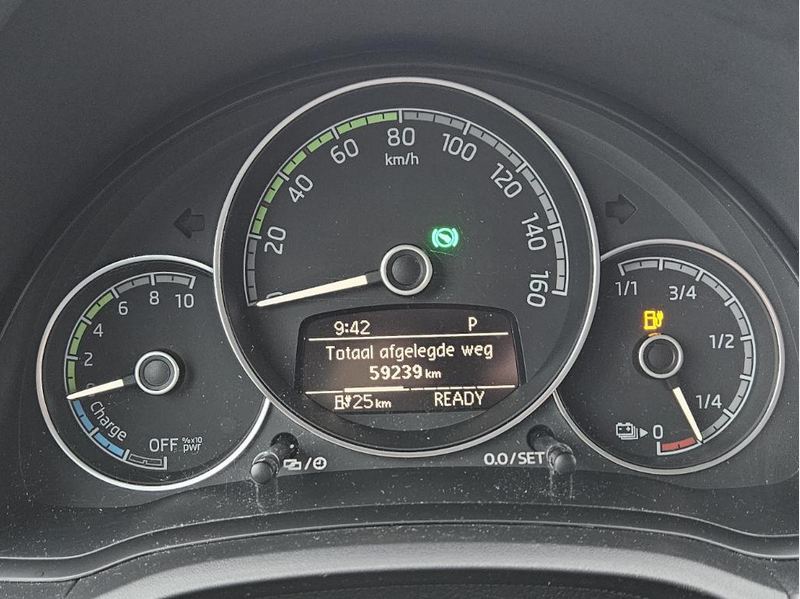 0
20
40
60
80
100
120
140
160
km/h
0
2
4
6
8
10
Charge
OFF %x10
pwr
9:42 P
Totaal afgelegde weg
59239 km
25 km READY
0.0/SET
1/1
3/4
1/2
1/4
0